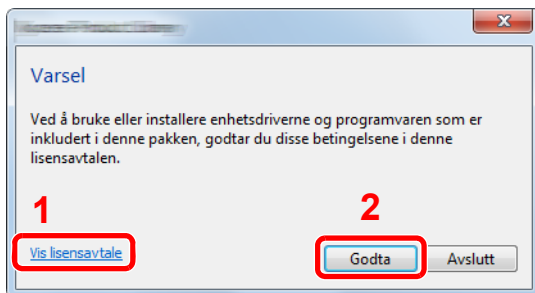 Varsel
Ved å bruke eller installere enhetsdriverne og programvaren som er
inkludert i denne pakken, godtar du disse betingelsene i denne
lisensavtalen.
1
2
Vis lisensavtale
Godta
Avslutt